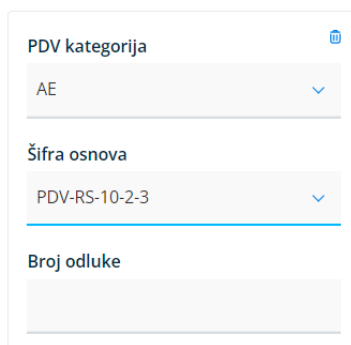 PDV kategorija
AE
Šifra osnova
PDV-RS-10-2-3
Broj odluke